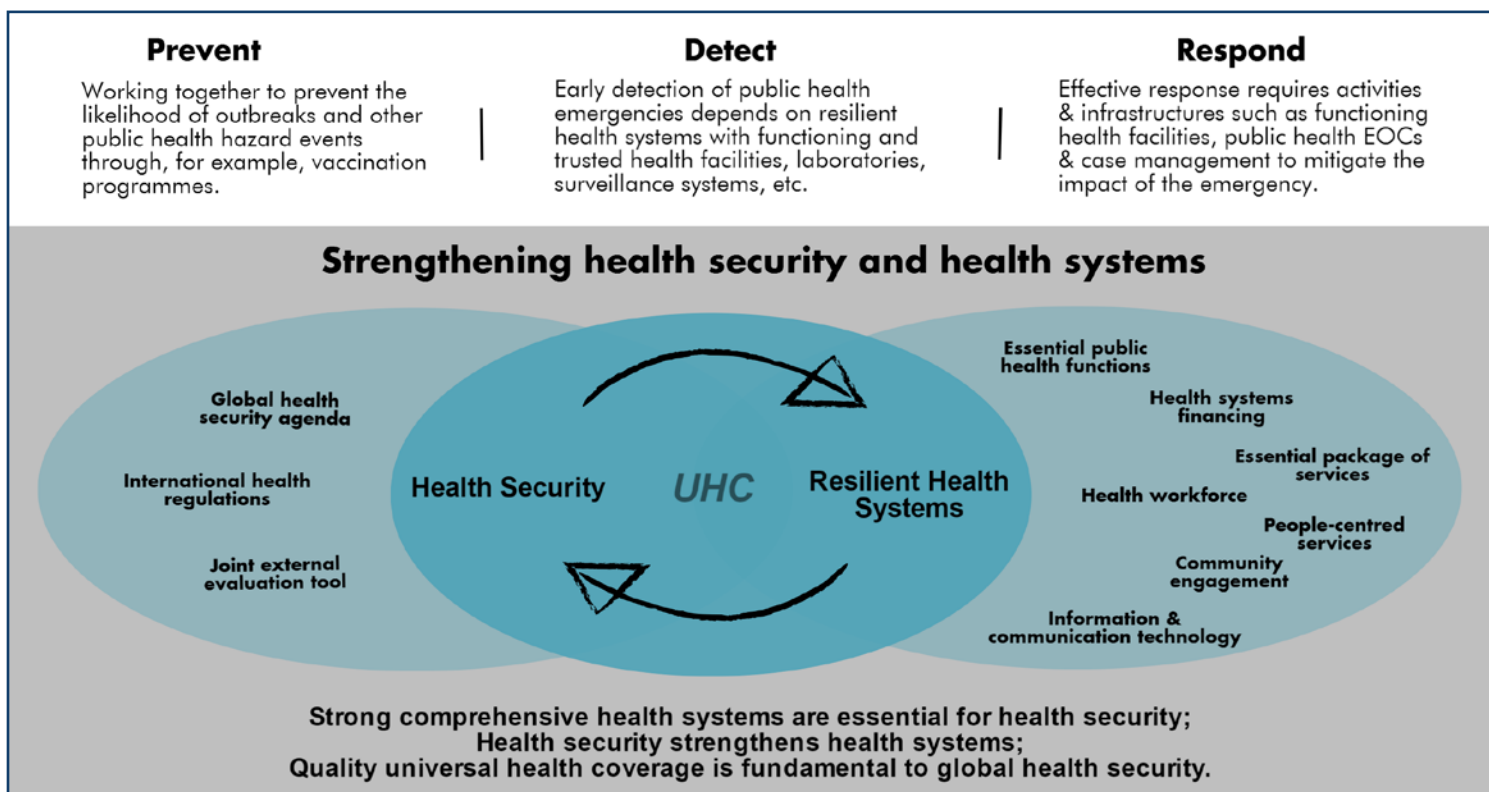 Prevent
Working together to prevent the
likelihood of outbreaks and other
public health hazard events
through, for example, vaccination
programmes.
Detect
Early detection of public health
emergencies depends on resilient
health systems with functioning and
trusted health facilities, laboratories,
surveillance systems, etc.
Respond
Effective response requires activities
& infrastructures such as functioning
health facilities, public health EOCs
& case management to mitigate the
impact of the emergency.
Strengthening health security and health systems
Global health
security agenda
International health
regulations
Joint external
evaluation tool
Health Security
UHC
Resilient Health
Systems
Essential public
health functions
Health systems
financing
Essential package of
services
Health workforce
People-centred
services
Community
engagement
Information &
communication technology
Strong comprehensive health systems are essential for health security;
Health security strengthens health systems;
Quality universal health coverage is fundamental to global health security.